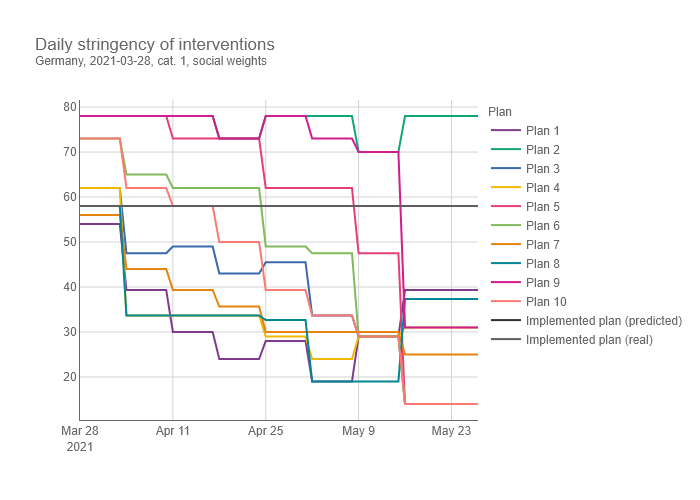 Daily stringency of interventions
Germany, 2021-03-28, cat. 1, social weights
80
70
60
50
40
30
20
Mar 28
2021
Apr 11
Apr 25
May 9
May 23
Plan
Plan 1
Plan 2
Plan 3
Plan 4
Plan 5
Plan 6
Plan 7
Plan 8
Plan 9
Plan 10
Implemented plan (predicted)
Implemented plan (real)